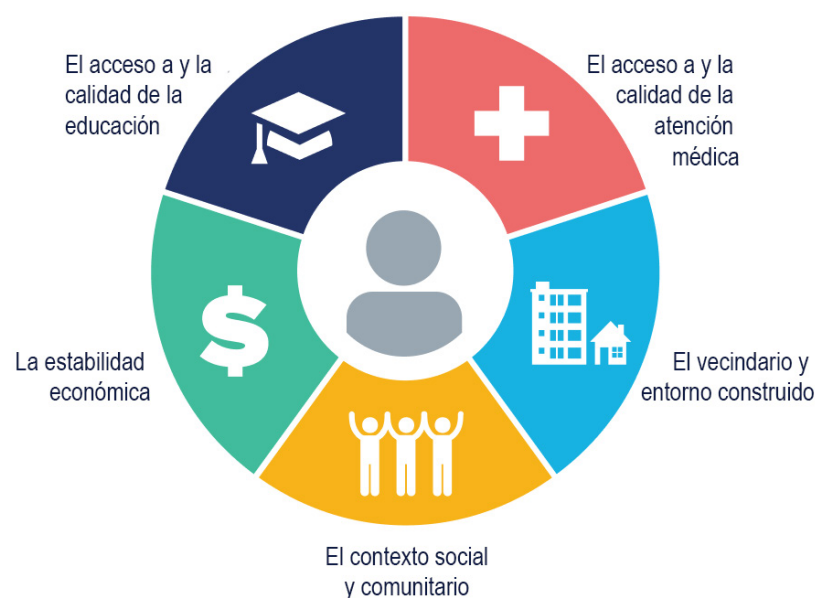 El acceso a y la
calidad de la
educación
El acceso a y la
calidad de la
atención
médica
La estabilidad
económica
El vecindario y
entorno construido
El contexto social
y comunitario